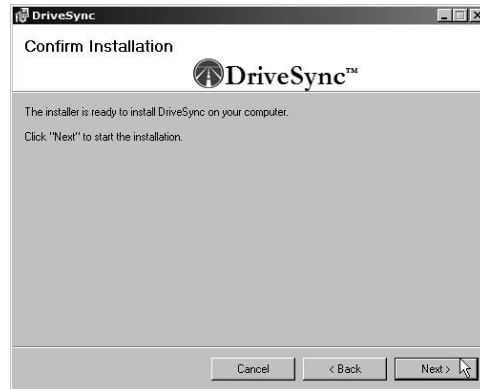 DriveSync
Confirm Installation
DriveSync™
The installer is ready to install DriveSync on your computer.
Click "Next" to start the installation.
Cancel
< Back
Next >